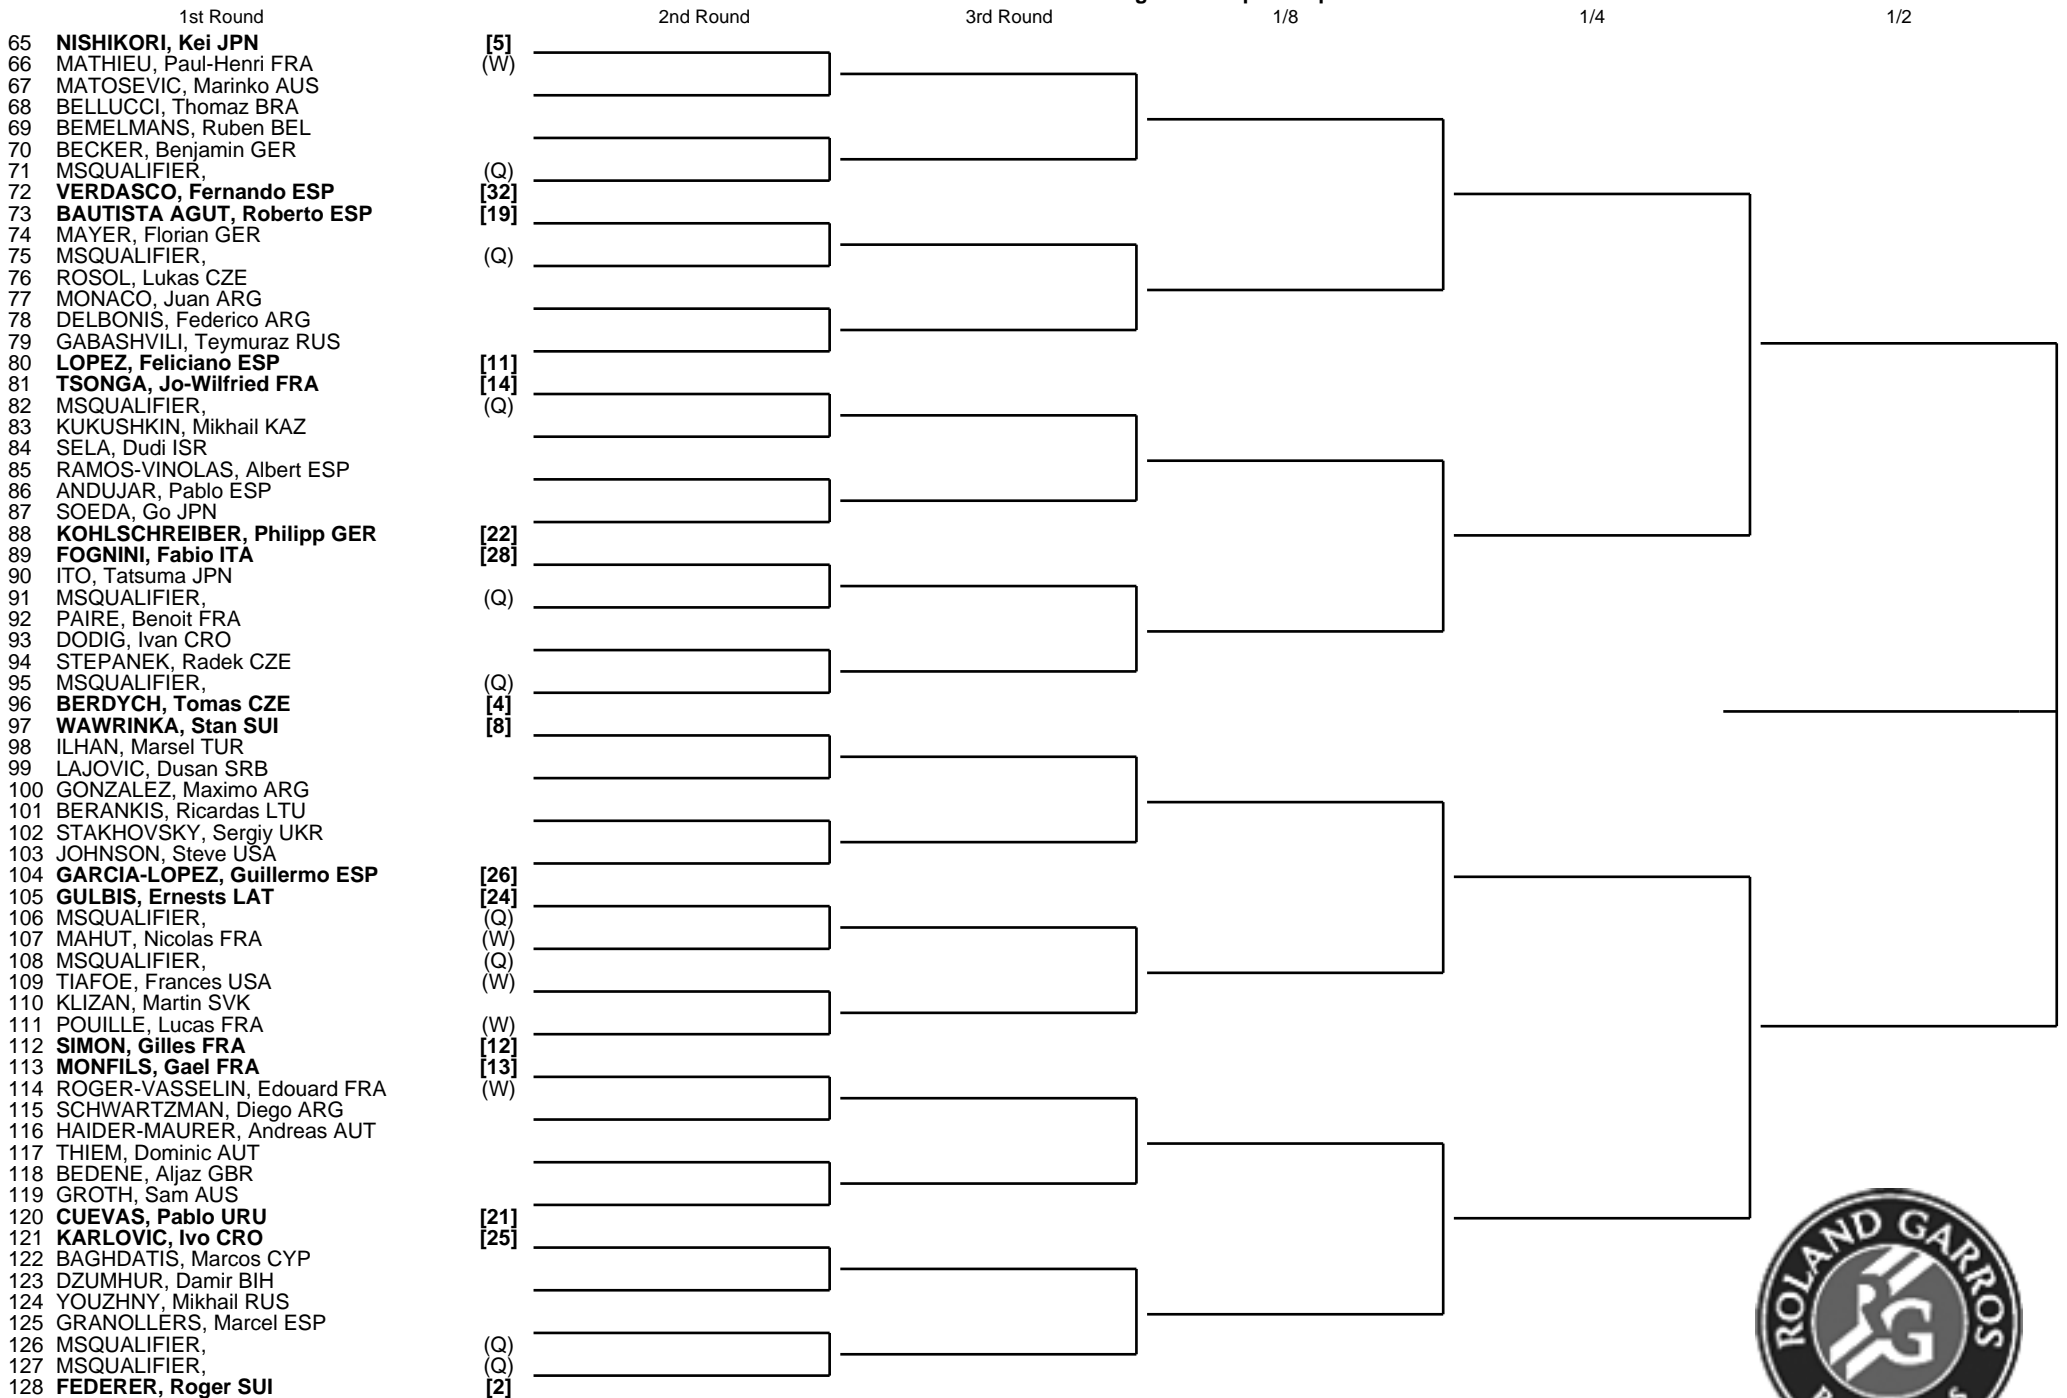 1st Round 2nd Round 3rd Round 1/8 1/4 1/2
65 NISHIKORI, Kei JPN [5]
66 MATHIEU, Paul-Henri FRA (W)
67 MATOSEVIC, Marinko AUS
68 BELLUCCI, Thomaz BRA
69 BEMELMANS, Ruben BEL
70 BECKER, Benjamin GER
71 MSQUALIFIER, (Q)
72 VERDASCO, Fernando ESP [32]
73 BAUTISTA AGUT, Roberto ESP [19]
74 MAYER, Florian GER
75 MSQUALIFIER, (Q)
76 ROSOL, Lukas CZE
77 MONACO, Juan ARG
78 DELBONIS, Federico ARG
79 GABASHVILI, Teymuraz RUS
80 LOPEZ, Feliciano ESP [11]
81 TSONGA, Jo-Wilfried FRA [14]
82 MSQUALIFIER, (Q)
83 KUKUSHKIN, Mikhail KAZ
84 SELA, Dudi ISR
85 RAMOS-VINOLAS, Albert ESP
86 ANDUJAR, Pablo ESP
87 SOEDA, Go JPN
88 KOHLSCHREIBER, Philipp GER [22]
89 FOGNINI, Fabio ITA [28]
90 ITO, Tatsuma JPN
91 MSQUALIFIER, (Q)
92 PAIRE, Benoit FRA
93 DODIG, Ivan CRO
94 STEPANEK, Radek CZE
95 MSQUALIFIER, (Q)
96 BERDYCH, Tomas CZE [4]
97 WAWRINKA, Stan SUI [8]
98 ILHAN, Marsel TUR
99 LAJOVIC, Dusan SRB
100 GONZALEZ, Maximo ARG
101 BERANKIS, Ricardas LTU
102 STAKHOVSKY, Sergiy UKR
103 JOHNSON, Steve USA
104 GARCIA-LOPEZ, Guillermo ESP [26]
105 GULBIS, Ernests LAT [24]
106 MSQUALIFIER, (Q)
107 MAHUT, Nicolas FRA (W)
108 MSQUALIFIER, (Q)
109 TIAFOE, Frances USA (W)
110 KLIZAN, Martin SVK
111 POUILLE, Lucas FRA (W)
112 SIMON, Gilles FRA [12]
113 MONFILS, Gael FRA [13]
114 ROGER-VASSELIN, Edouard FRA (W)
115 SCHWARTZMAN, Diego ARG
116 HAIDER-MAURER, Andreas AUT
117 THIEM, Dominic AUT
118 BEDENE, Aljaz GBR
119 GROTH, Sam AUS
120 CUEVAS, Pablo URU [21]
121 KARLOVIC, Ivo CRO [25]
122 BAGHDATIS, Marcos CYP
123 DZUMHUR, Damir BIH
124 YOUZHNY, Mikhail RUS
125 GRANOLLERS, Marcel ESP
126 MSQUALIFIER, (Q)
127 MSQUALIFIER, (Q)
128 FEDERER, Roger SUI [2]
ROLAND GARROS
RG